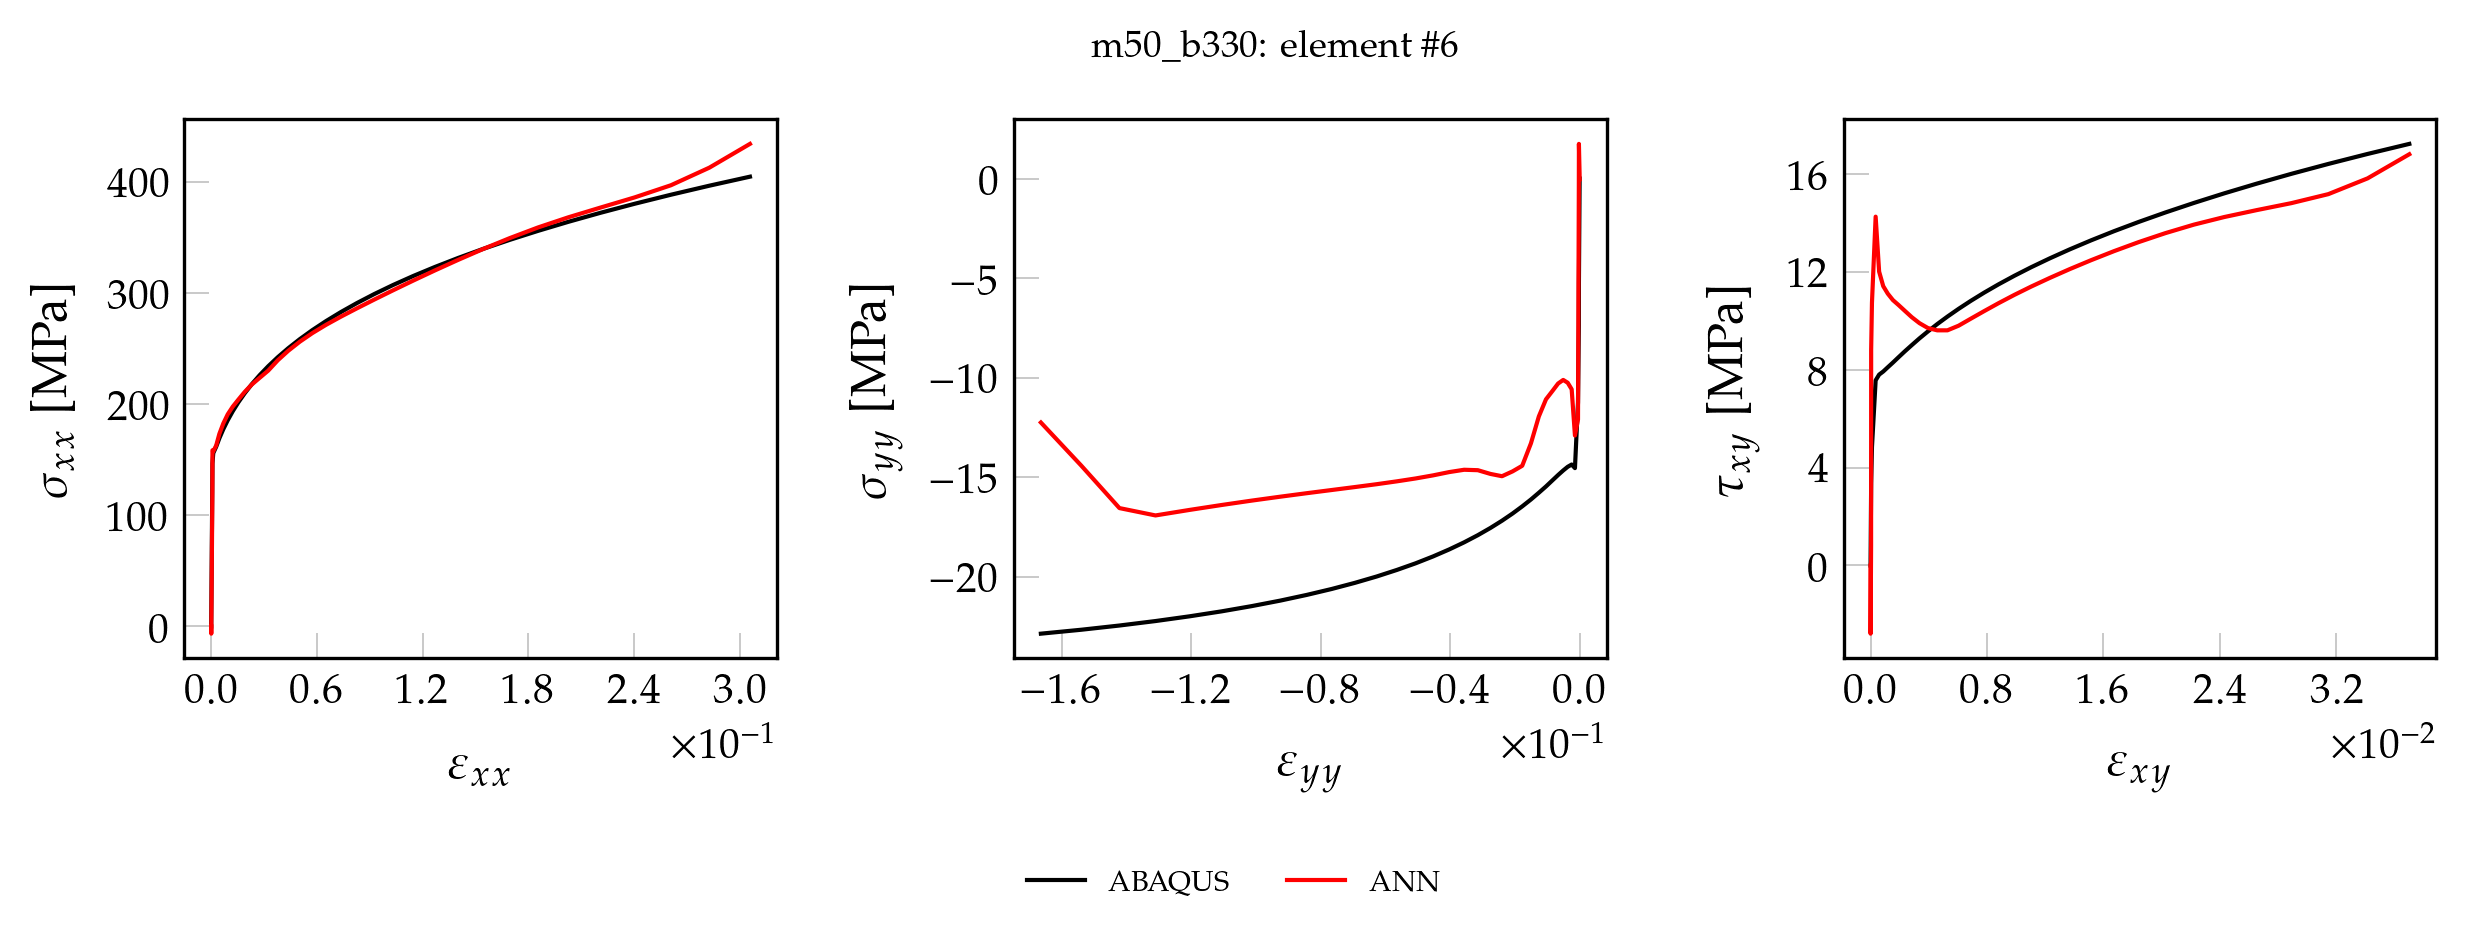 m50_b330: element #6
σxx [MPa]
400
300
200
100
0
0.0 0.6 1.2 1.8 2.4 3.0
×10⁻¹
εxx
σyy [MPa]
0
−5
−10
−15
−20
−1.6 −1.2 −0.8 −0.4 0.0
×10⁻¹
εyy
τxy [MPa]
16
12
8
4
0
0.0 0.8 1.6 2.4 3.2
×10⁻²
εxy
ABAQUS ANN